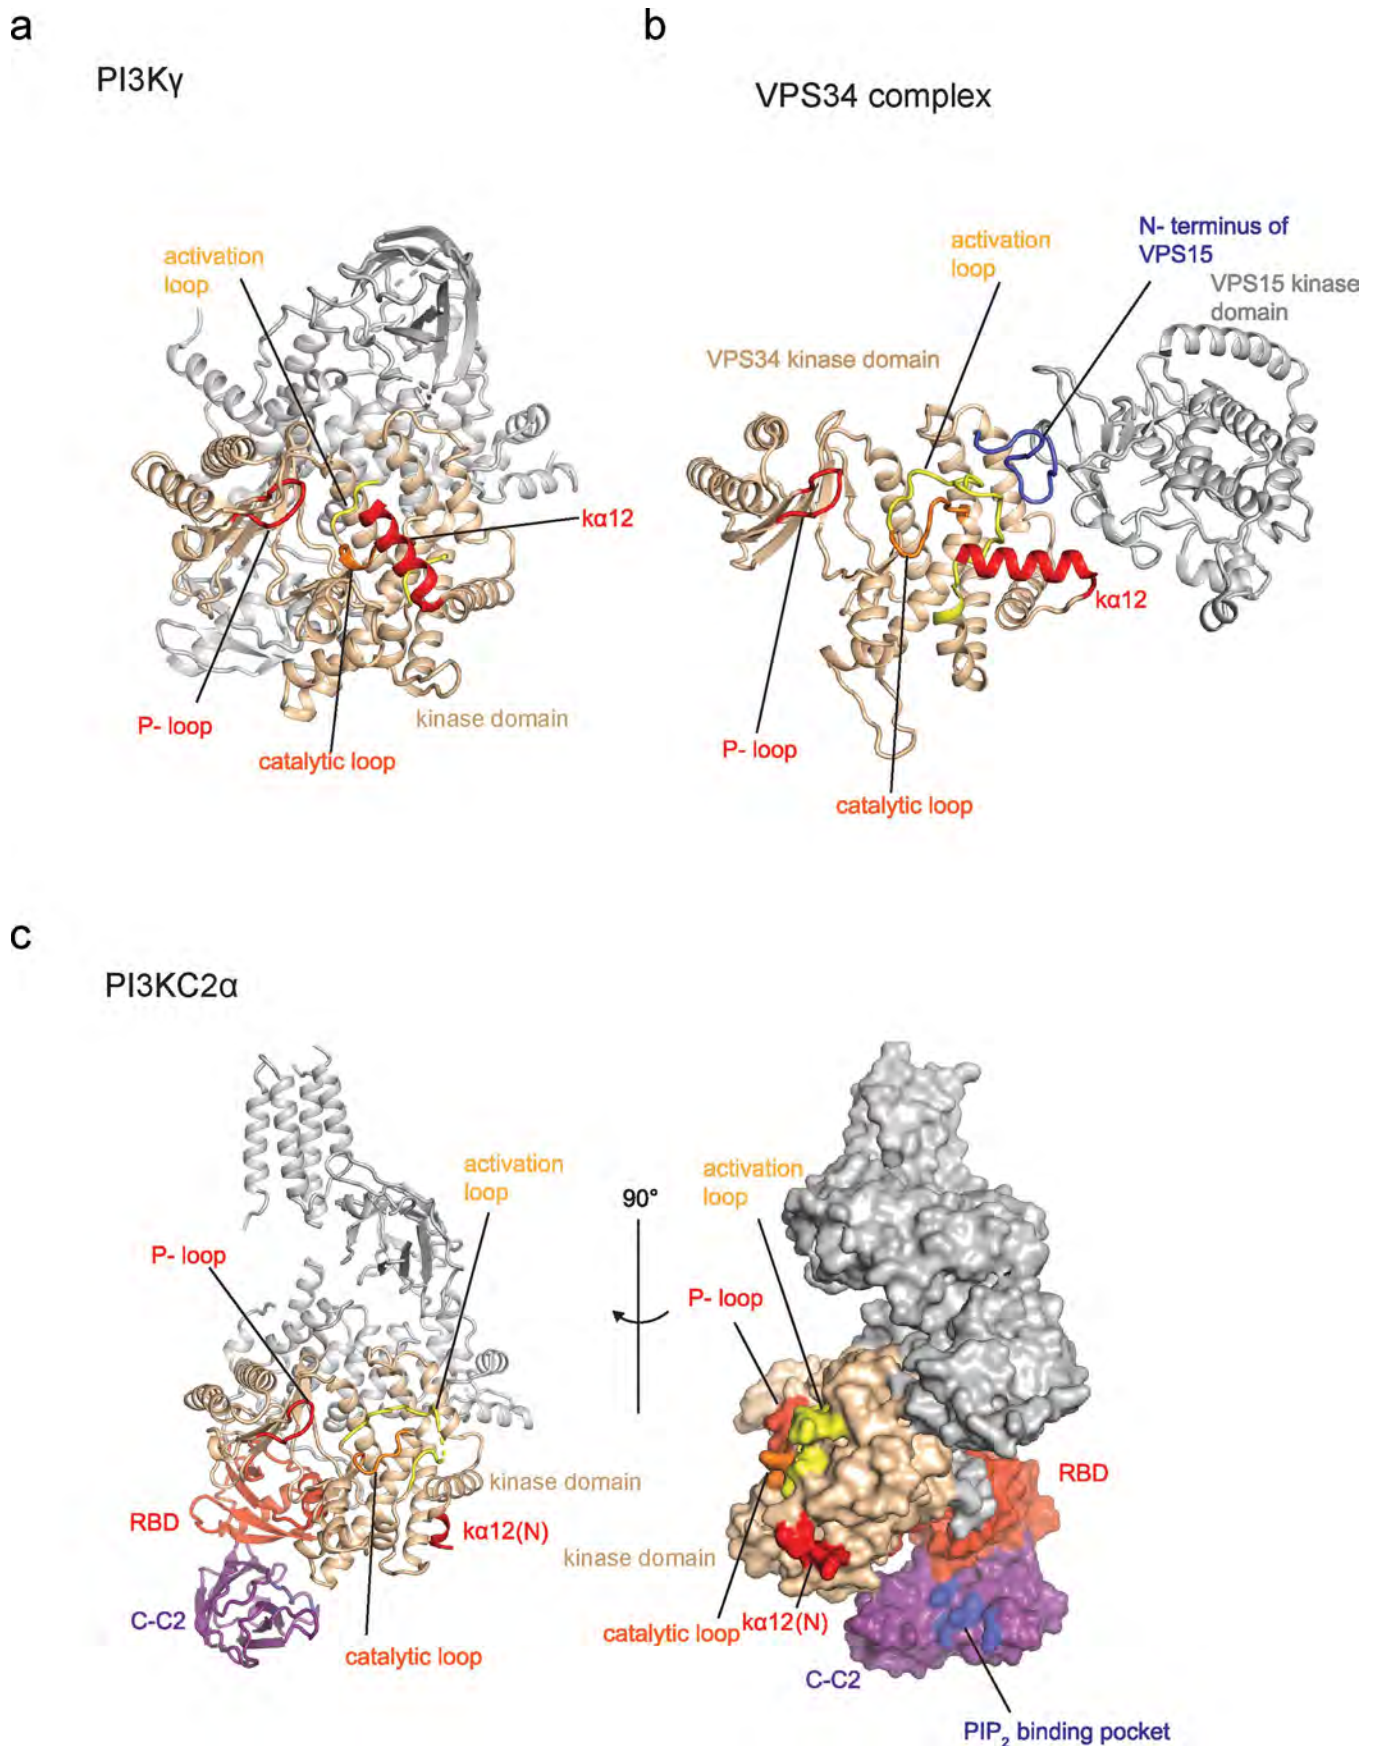 a
PI3Kγ
activation
loop
kα12
P- loop
kinase domain
catalytic loop
b
VPS34 complex
N- terminus of
VPS15
activation
loop
VPS15 kinase
domain
VPS34 kinase domain
kα12
P- loop
catalytic loop
c
PI3KC2α
activation
loop
P- loop
kinase domain
RBD
kα12(N)
C-C2
catalytic loop
90°
activation
loop
P- loop
RBD
kinase domain
catalytic loop
kα12(N)
C-C2
PIP₂ binding pocket